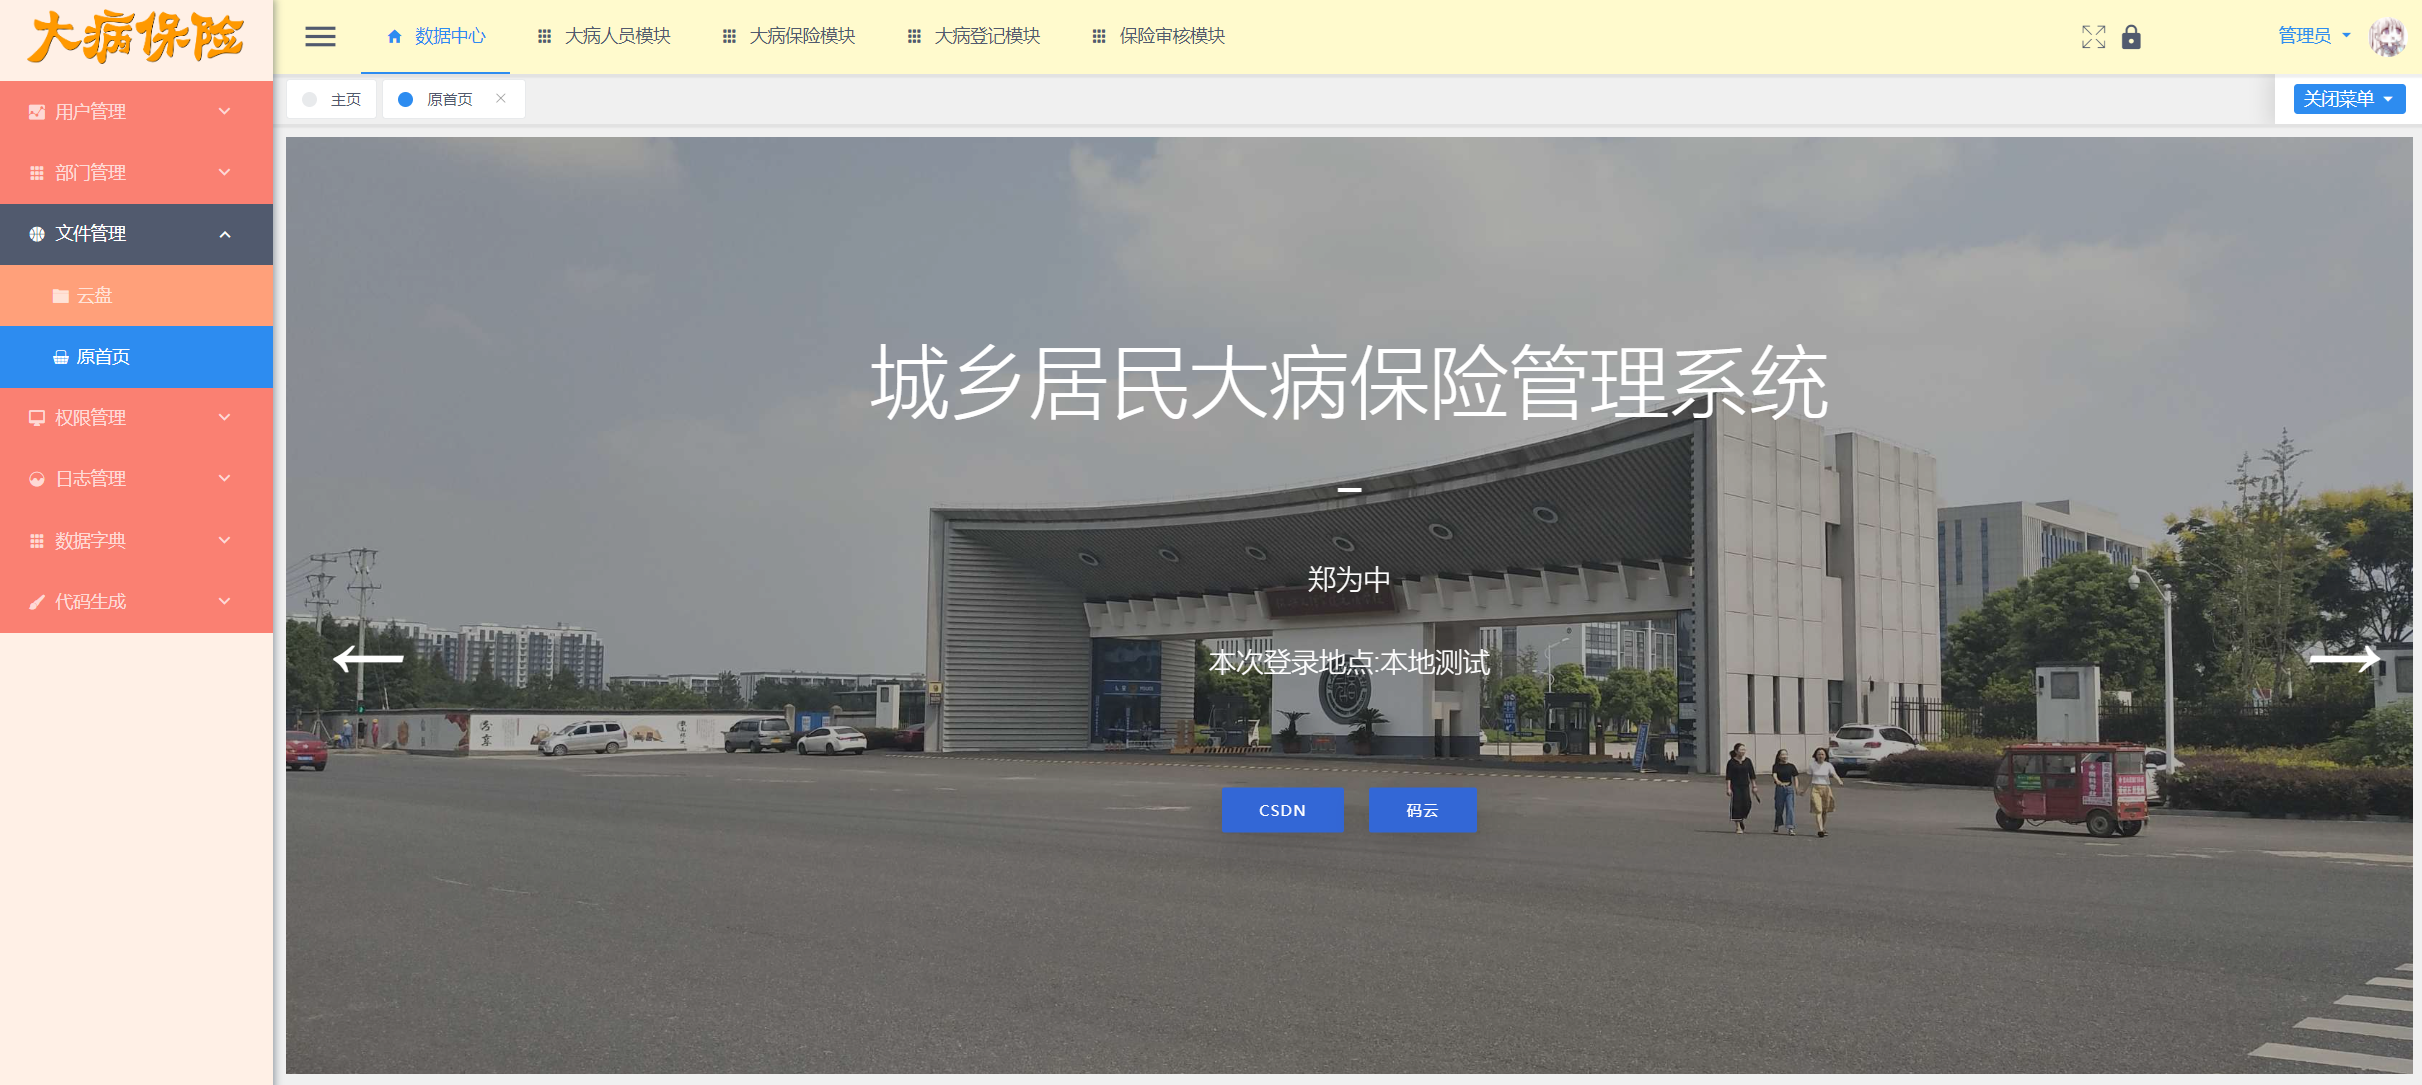 大病保险
数据中心
大病人员模块
大病保险模块
大病登记模块
保险审核模块
管理员
主页
原首页
关闭菜单
用户管理
部门管理
文件管理
云盘
原首页
权限管理
日志管理
数据字典
代码生成
城乡居民大病保险管理系统
郑为中
本次登录地点:本地测试
CSDN
码云